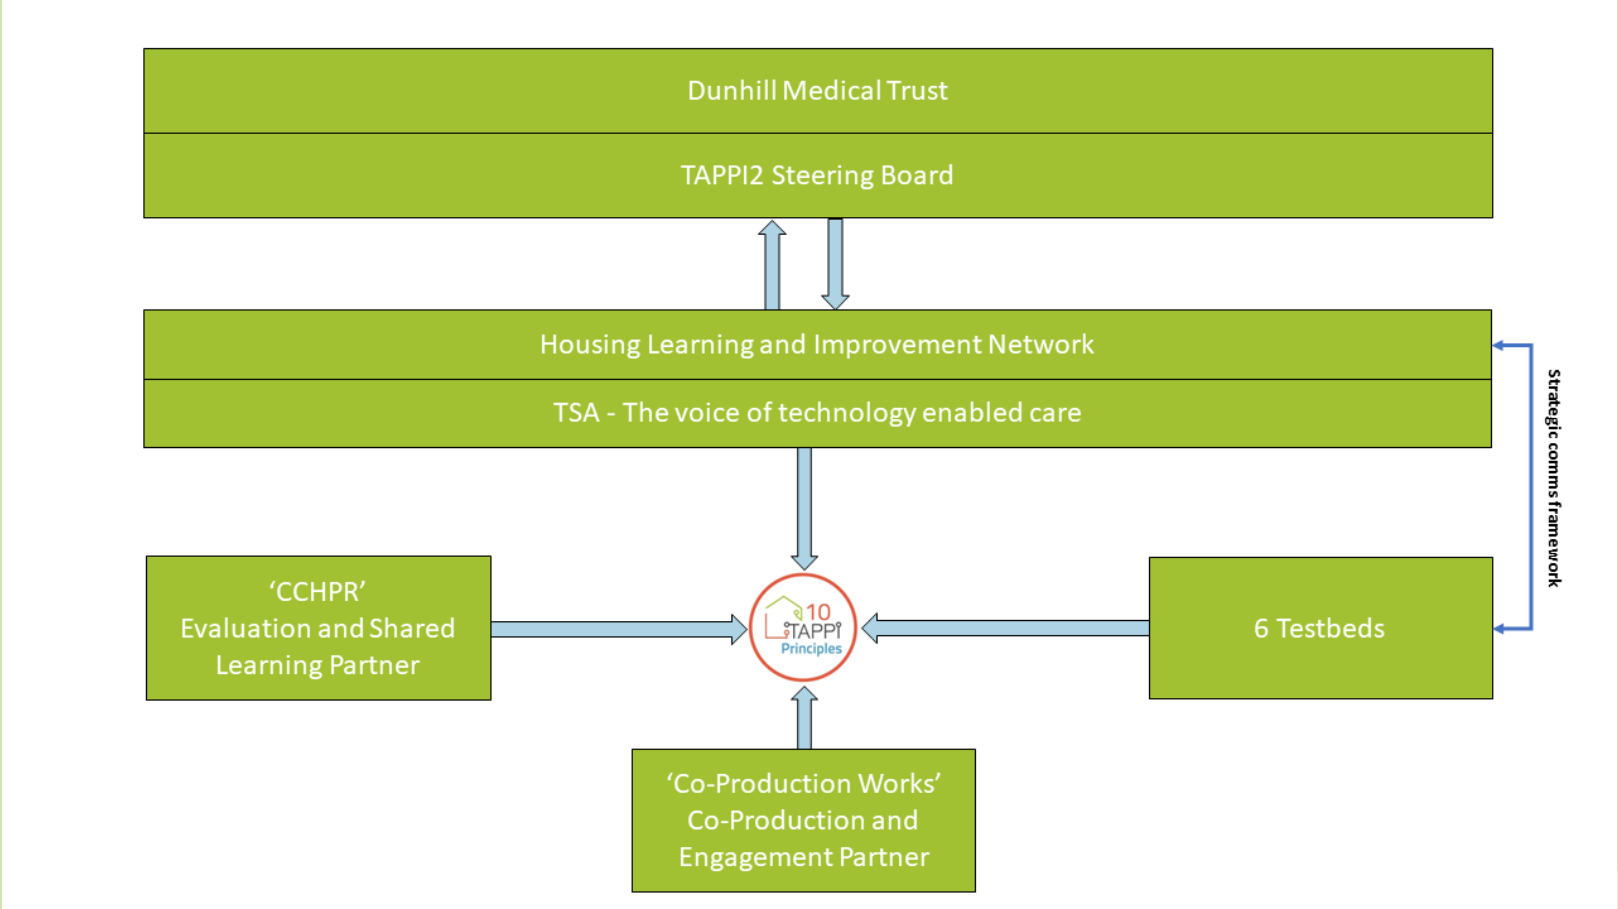 Dunhill Medical Trust
TAPPI2 Steering Board
Housing Learning and Improvement Network
TSA - The voice of technology enabled care
Strategic comms framework
‘CCHPR’
Evaluation and Shared
Learning Partner
10
TAPPi
Principles
6 Testbeds
‘Co-Production Works’
Co-Production and
Engagement Partner